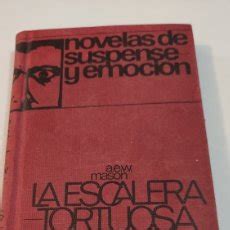 novelas de
suspense
y emoción
a.e.w.
mason
LA ESCALERA
TORTUOSA